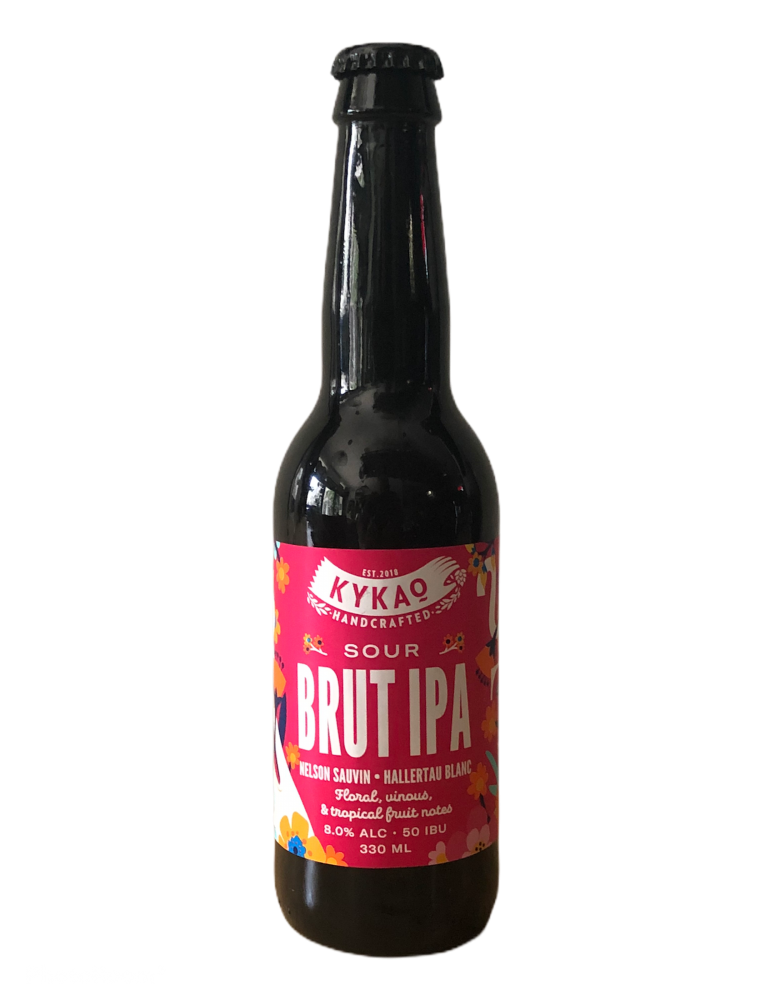 EST.2018
KYKAO
·HANDCRAFTED·
SOUR
BRUT IPA
NELSON SAUVIN • HALLERTAU BLANC
Floral, vinous,
& tropical fruit notes
8.0% ALC · 50 IBU
330 ML